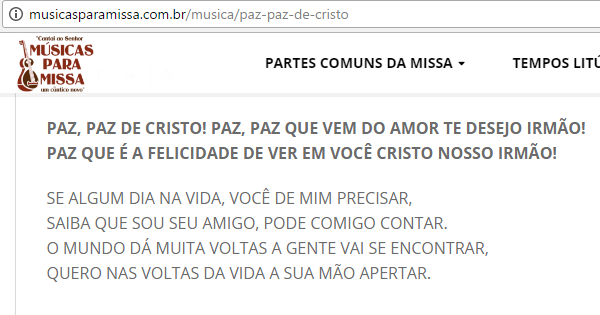 musicasparamissa.com.br/musica/paz-paz-de-cristo
"Cantai ao Senhor
MÚSICAS
PARA
MISSA
um cântico novo"
PARTES COMUNS DA MISSA
TEMPOS LITÚ
PAZ, PAZ DE CRISTO! PAZ, PAZ QUE VEM DO AMOR TE DESEJO IRMÃO!
PAZ QUE É A FELICIDADE DE VER EM VOCÊ CRISTO NOSSO IRMÃO!
SE ALGUM DIA NA VIDA, VOCÊ DE MIM PRECISAR,
SAIBA QUE SOU SEU AMIGO, PODE COMIGO CONTAR.
O MUNDO DÁ MUITA VOLTAS A GENTE VAI SE ENCONTRAR,
QUERO NAS VOLTAS DA VIDA A SUA MÃO APERTAR.